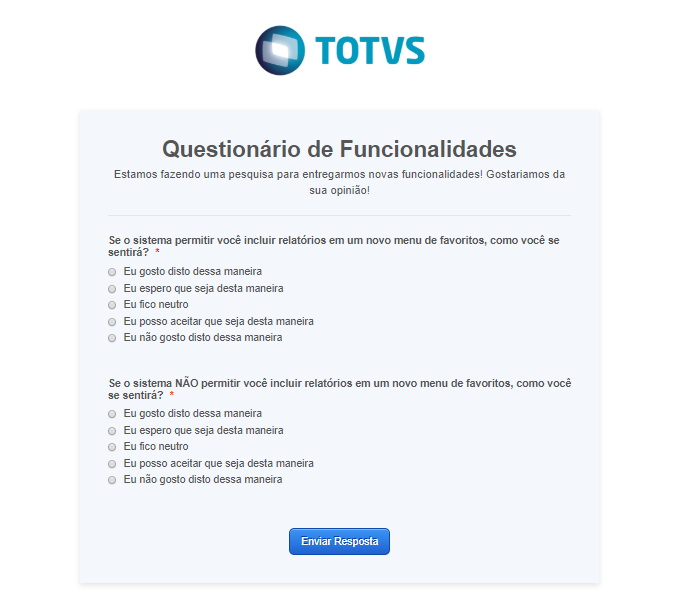 TOTVS
Questionário de Funcionalidades
Estamos fazendo uma pesquisa para entregarmos novas funcionalidades! Gostariamos da
sua opinião!
Se o sistema permitir você incluir relatórios em um novo menu de favoritos, como você se
sentirá? *
Eu gosto disto dessa maneira
Eu espero que seja desta maneira
Eu fico neutro
Eu posso aceitar que seja desta maneira
Eu não gosto disto dessa maneira
Se o sistema NÃO permitir você incluir relatórios em um novo menu de favoritos, como você
se sentirá? *
Eu gosto disto dessa maneira
Eu espero que seja desta maneira
Eu fico neutro
Eu posso aceitar que seja desta maneira
Eu não gosto disto dessa maneira
Enviar Resposta